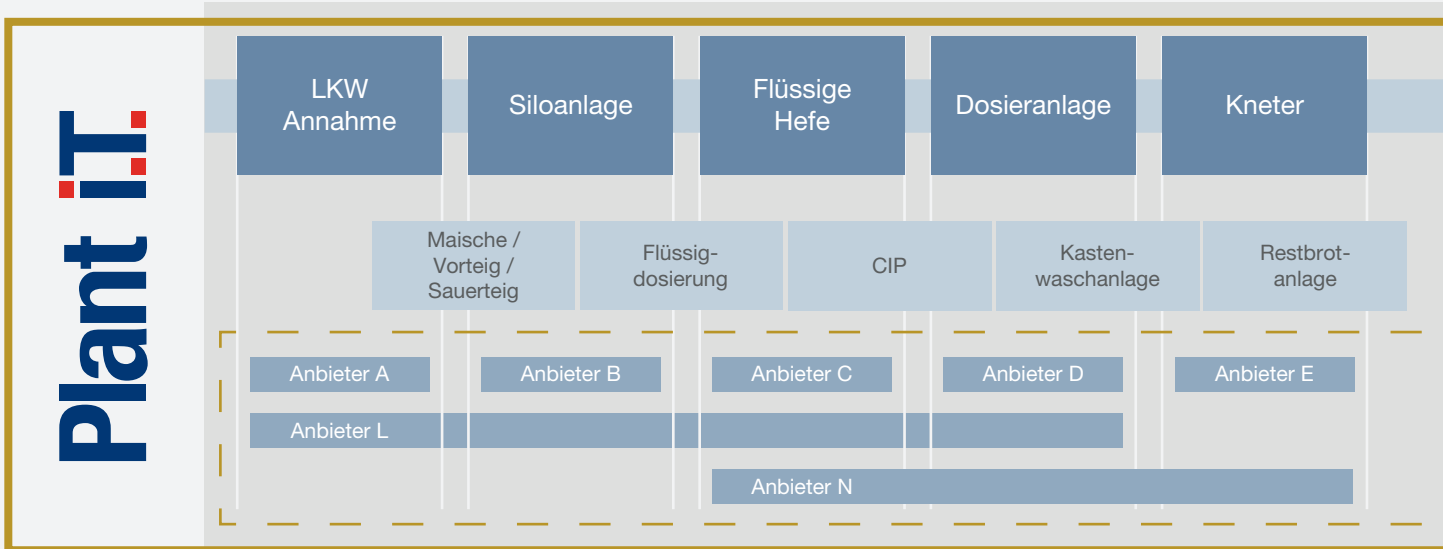 Plant i.T.
LKW
Annahme
Siloanlage
Flüssige
Hefe
Dosieranlage
Kneter
Maische /
Vorteig /
Sauerteig
Flüssig-
dosierung
CIP
Kasten-
waschanlage
Restbrot-
anlage
Anbieter A
Anbieter B
Anbieter C
Anbieter D
Anbieter E
Anbieter L
Anbieter N